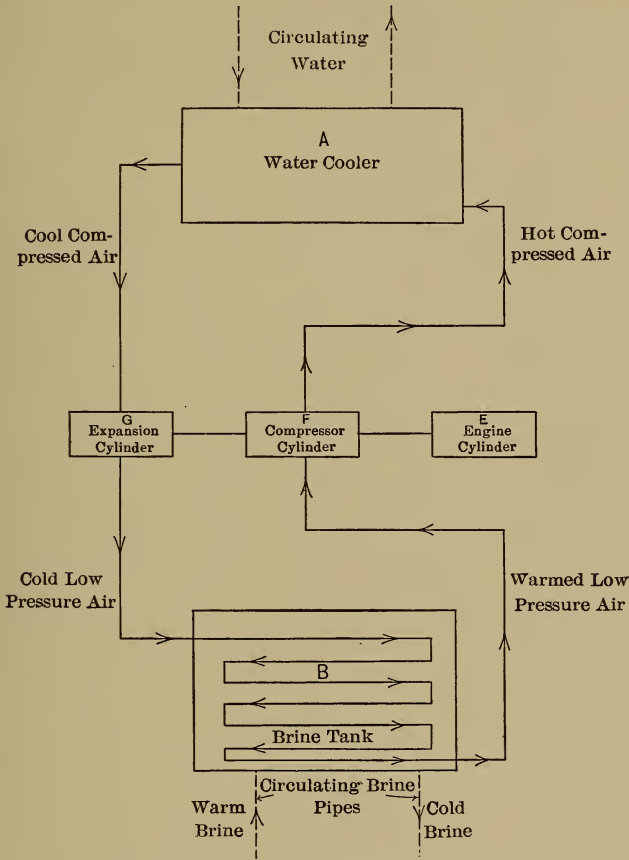 Circulating
Water
A
Water Cooler
Cool Com-
pressed Air
Hot Com-
pressed Air
G
Expansion
Cylinder
F
Compressor
Cylinder
E
Engine
Cylinder
Cold Low
Pressure Air
Warmed Low
Pressure Air
B
Brine Tank
Circulating Brine
Pipes
Warm
Brine
Cold
Brine